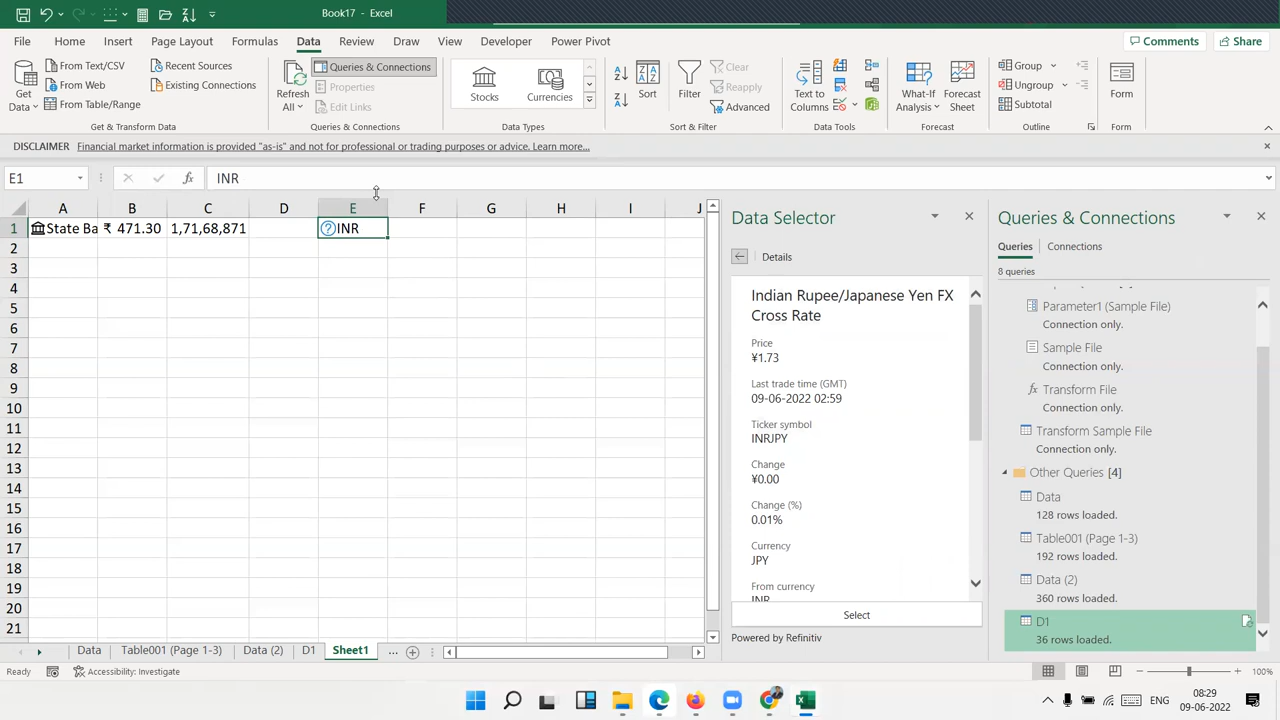 Book17 - Excel
File
Home
Insert
Page Layout
Formulas
Data
Review
Draw
View
Developer
Power Pivot
Comments
Share
Get
Data
From Text/CSV
From Web
From Table/Range
Recent Sources
Existing Connections
Get & Transform Data
Refresh
All
Queries & Connections
Properties
Edit Links
Queries & Connections
Stocks
Currencies
Data Types
Sort
Filter
Clear
Reapply
Advanced
Sort & Filter
Text to
Columns
Data Tools
What-If
Analysis
Forecast
Sheet
Forecast
Group
Ungroup
Subtotal
Outline
Form
Form
DISCLAIMER Financial market information is provided "as-is" and not for professional or trading purposes or advice. Learn more...
E1
fx
INR
A B C D E F G H I J
1 State Ba ₹ 471.30 1,71,68,871 INR
2
3
4
5
6
7
8
9
10
11
12
13
14
15
16
17
18
19
20
21
Data Selector
Details
Indian Rupee/Japanese Yen FX
Cross Rate
Price
¥1.73
Last trade time (GMT)
09-06-2022 02:59
Ticker symbol
INRJPY
Change
¥0.00
Change (%)
0.01%
Currency
JPY
From currency
INR
Select
Powered by Refinitiv
Queries & Connections
Queries
Connections
8 queries
Parameter1 (Sample File)
Connection only.
Sample File
Connection only.
fx Transform File
Connection only.
Transform Sample File
Connection only.
Other Queries [4]
Data
128 rows loaded.
Table001 (Page 1-3)
192 rows loaded.
Data (2)
360 rows loaded.
D1
36 rows loaded.
Data
Table001 (Page 1-3)
Data (2)
D1
Sheet1
...
Ready
Accessibility: Investigate
100%
ENG
08:29
09-06-2022